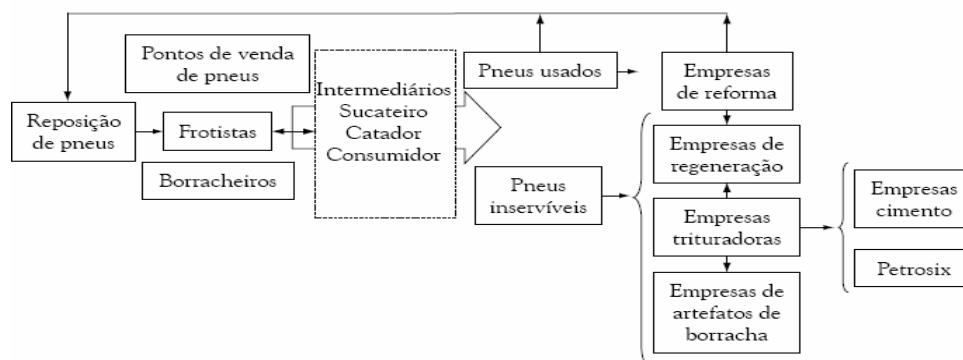 Pontos de venda
de pneus
Reposição
de pneus
Frotistas
Borracheiros
Intermediários
Sucateiro
Catador
Consumidor
Pneus usados
Pneus
inservíveis
Empresas
de reforma
Empresas de
regeneração
Empresas
trituradoras
Empresas de
artefatos de
borracha
Empresas
cimento
Petrosix